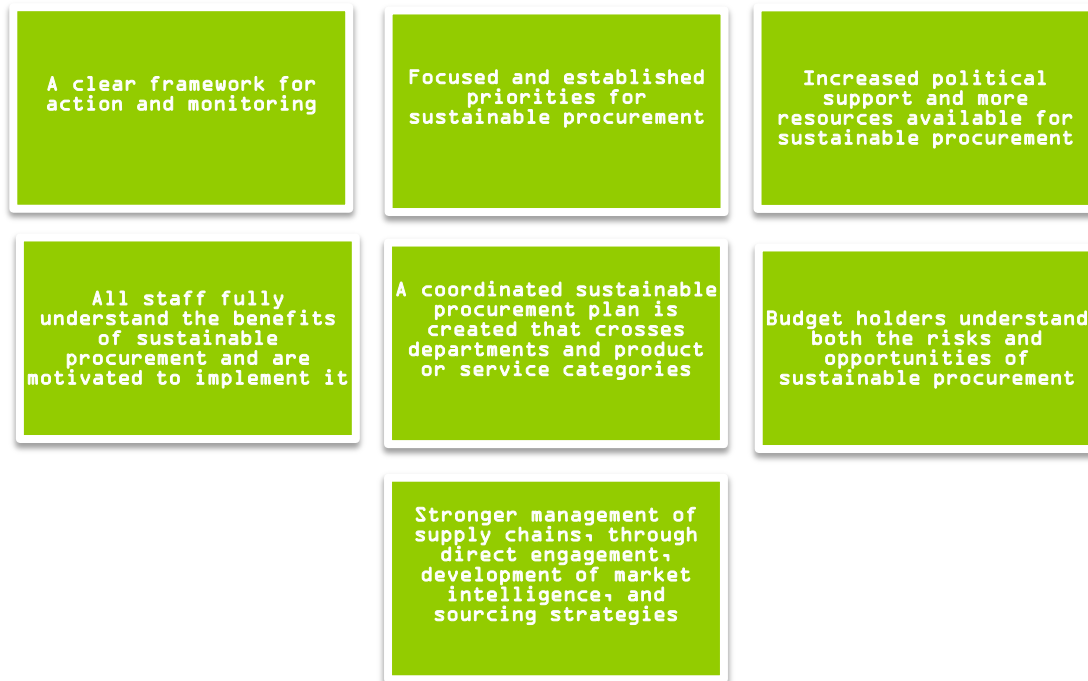 A clear framework for
action and monitoring
Focused and established
priorities for
sustainable procurement
Increased political
support and more
resources available for
sustainable procurement
All staff fully
understand the benefits
of sustainable
procurement and are
motivated to implement it
A coordinated sustainable
procurement plan is
created that crosses
departments and product
or service categories
Budget holders understand
both the risks and
opportunities of
sustainable procurement
Stronger management of
supply chains, through
direct engagement,
development of market
intelligence, and
sourcing strategies